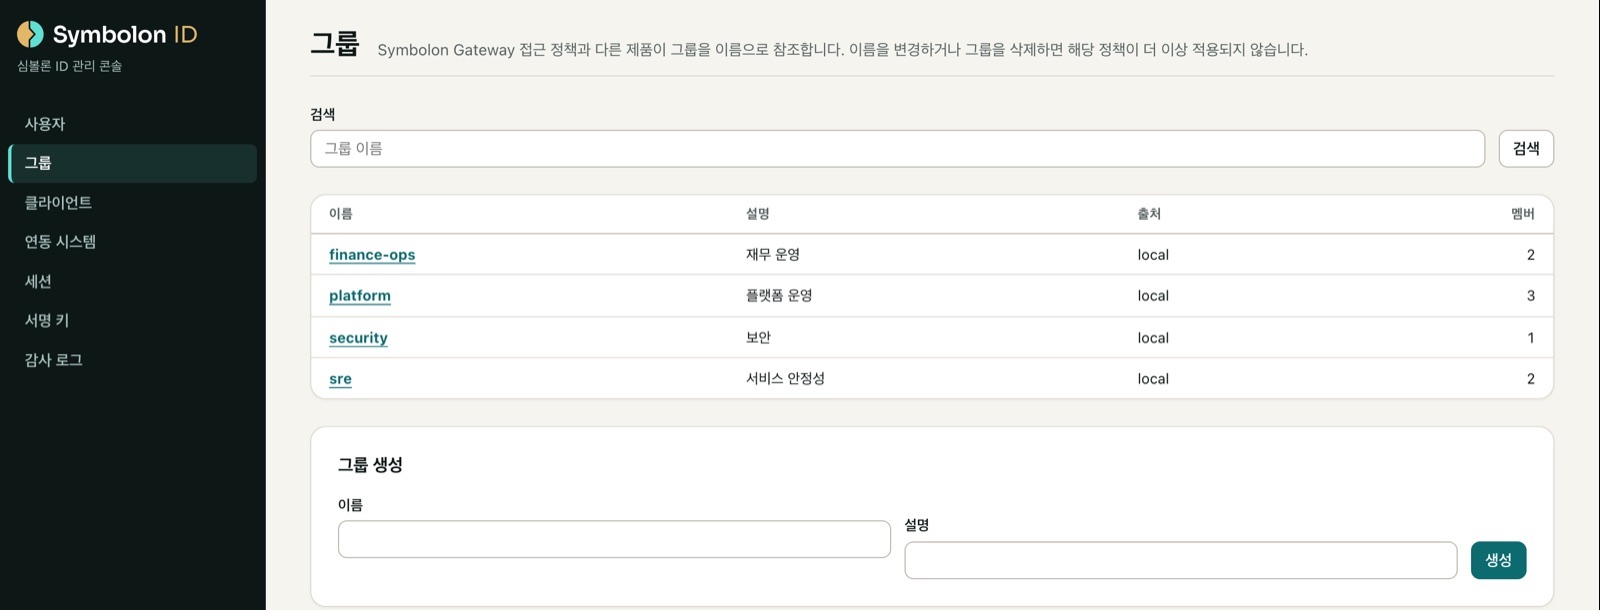 Symbolon ID
심볼론 ID 관리 콘솔
사용자
그룹
클라이언트
연동 시스템
세션
서명 키
감사 로그
그룹 Symbolon Gateway 접근 정책과 다른 제품이 그룹을 이름으로 참조합니다. 이름을 변경하거나 그룹을 삭제하면 해당 정책이 더 이상 적용되지 않습니다.
검색
그룹 이름 검색
이름 설명 출처 멤버
finance-ops 재무 운영 local 2
platform 플랫폼 운영 local 3
security 보안 local 1
sre 서비스 안정성 local 2
그룹 생성
이름
설명
생성